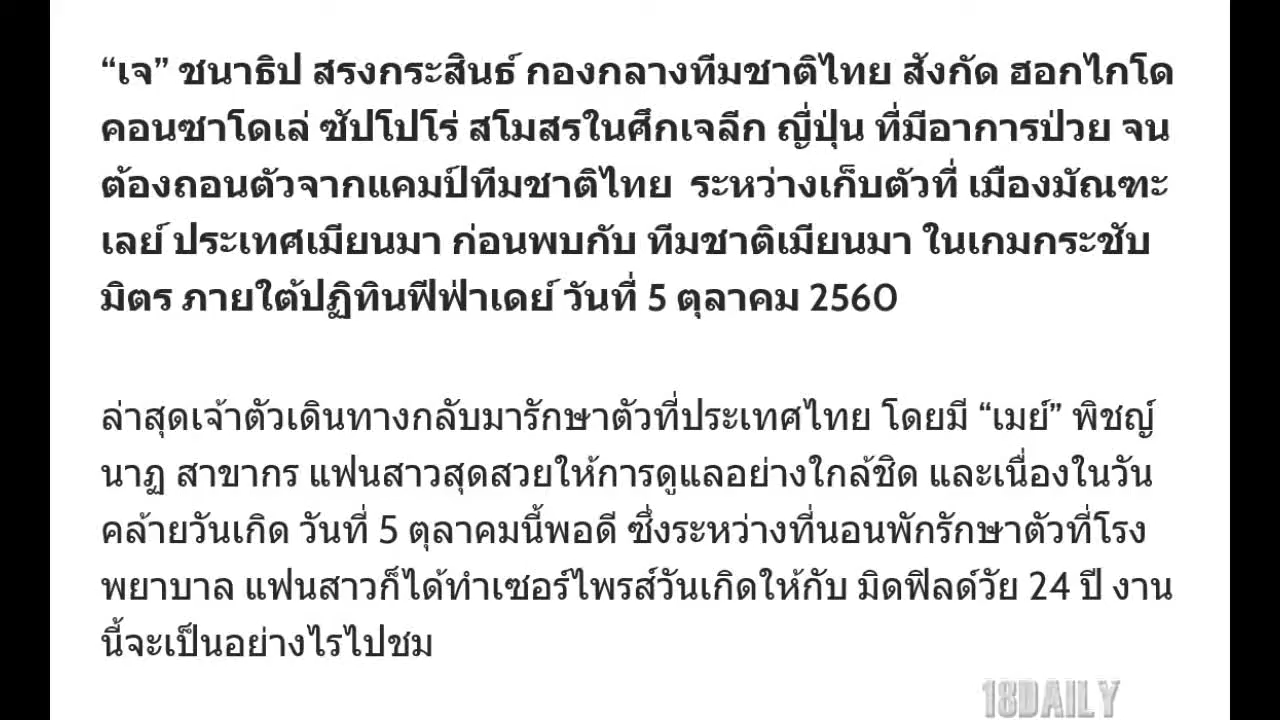 “เจ” ชนาธิป สรงกระสินธ์ กองกลางทีมชาติไทย สังกัด ฮอกไกโด
คอนซาโดเล่ ซัปโปโร่ สโมสรในศึกเจลีก ญี่ปุ่น ที่มีอาการป่วย จน
ต้องถอนตัวจากแคมป์ทีมชาติไทย ระหว่างเก็บตัวที่ เมืองมัณฑะ
เลย์ ประเทศเมียนมา ก่อนพบกับ ทีมชาติเมียนมา ในเกมกระชับ
มิตร ภายใต้ปฏิทินฟีฟ่าเดย์ วันที่ 5 ตุลาคม 2560
ล่าสุดเจ้าตัวเดินทางกลับมารักษาตัวที่ประเทศไทย โดยมี “เมย์” พิชญ์
นาฏ สาขากร แฟนสาวสุดสวยให้การดูแลอย่างใกล้ชิด และเนื่องในวัน
คล้ายวันเกิด วันที่ 5 ตุลาคมนี้พอดี ซึ่งระหว่างที่นอนพักรักษาตัวที่โรง
พยาบาล แฟนสาวก็ได้ทำเซอร์ไพรส์วันเกิดให้กับ มิดฟิลด์วัย 24 ปี งาน
นี้จะเป็นอย่างไรไปชม
18DAILY